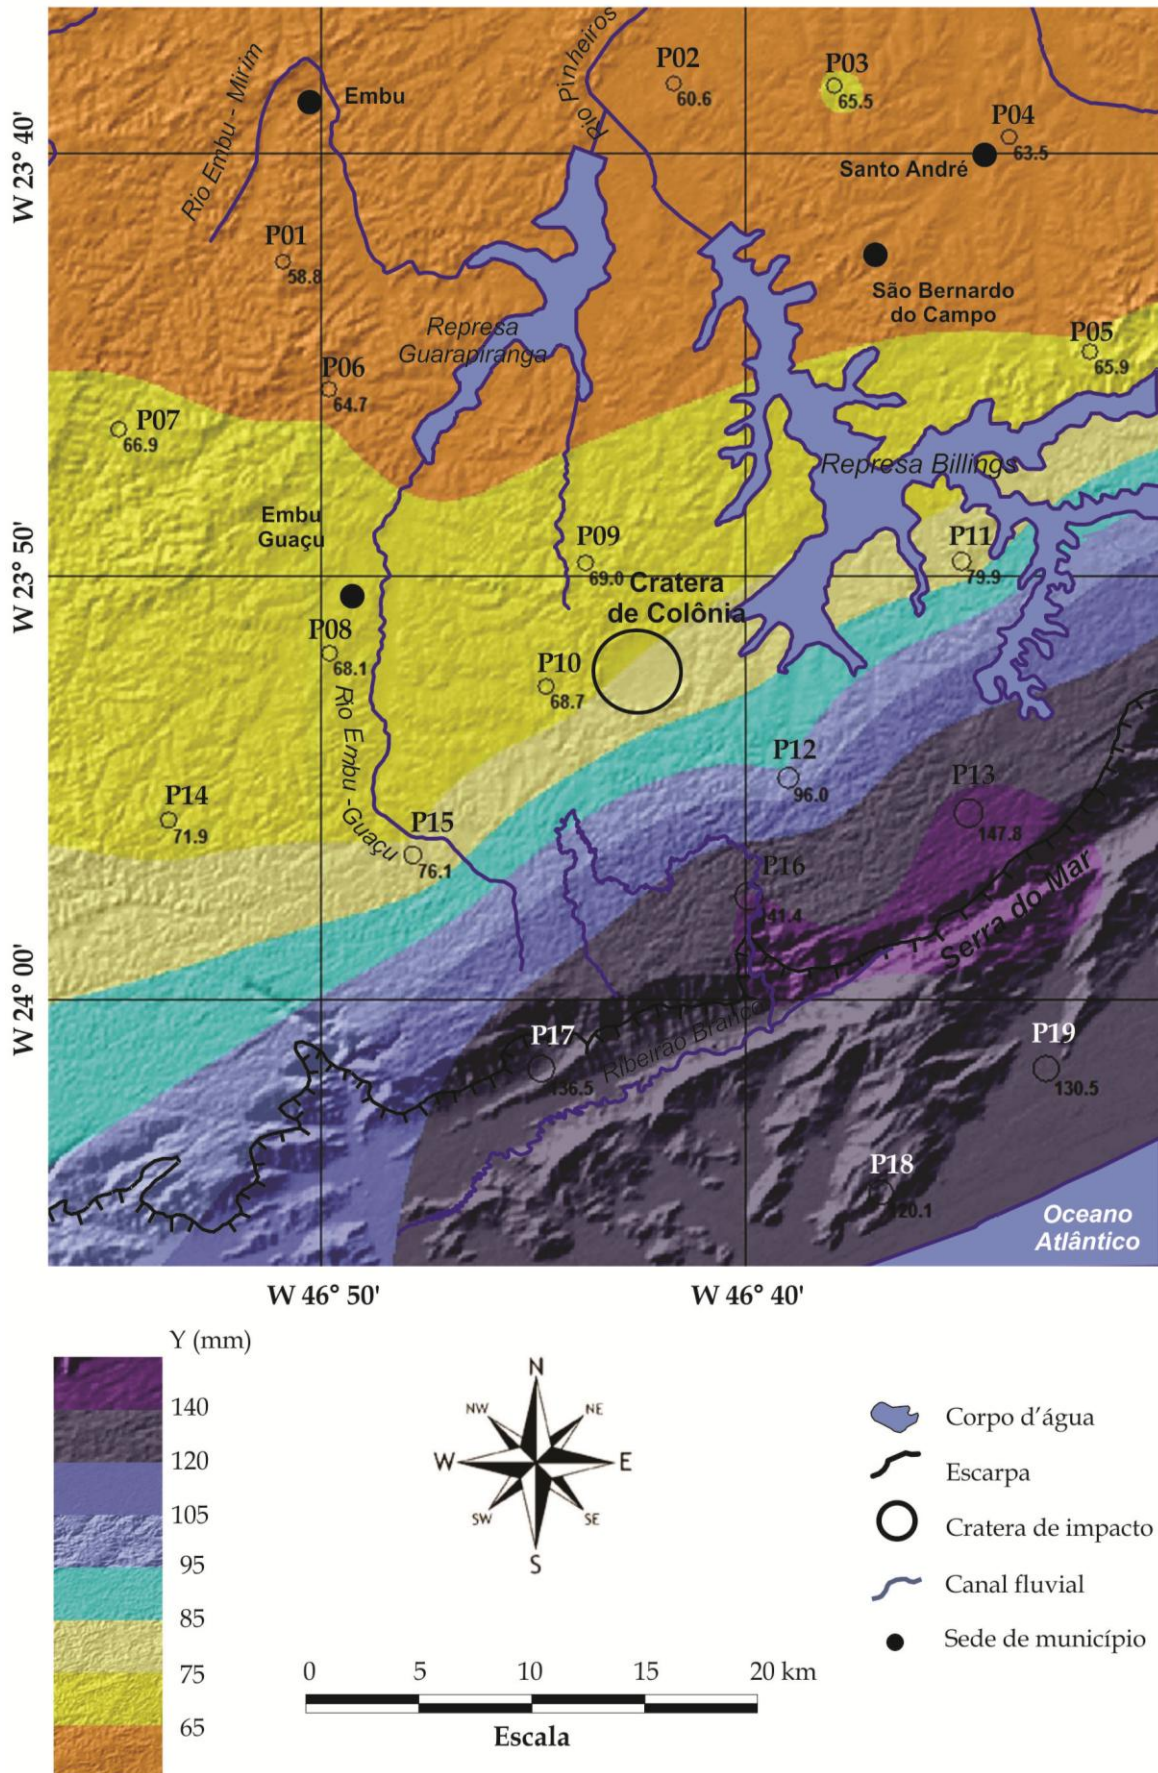 Rio Embu - Mirim
Embu
Rio Pinheiros
P02
60.6
P03
65.5
P04
63.5
Santo André
W 23° 40'
P01
58.8
São Bernardo
do Campo
Represa
Guarapiranga
P05
65.9
P06
64.7
P07
66.9
Represa Billings
Embu
Guaçu
P09
69.0
P11
79.9
W 23° 50'
Cratera
de Colônia
P08
68.1
P10
68.7
Rio Embu -Guaçu
P12
96.0
P13
147.8
P14
71.9
P15
76.1
P16
141.4
Serra do Mar
W 24° 00'
P17
136.5
Ribeirão Branco
P19
130.5
P18
120.1
Oceano
Atlântico
W 46° 50'
W 46° 40'
Y (mm)
140
120
105
95
85
75
65
N
NW
NE
W
E
SW
SE
S
0 5 10 15 20 km
Escala
Corpo d'água
Escarpa
Cratera de impacto
Canal fluvial
Sede de município